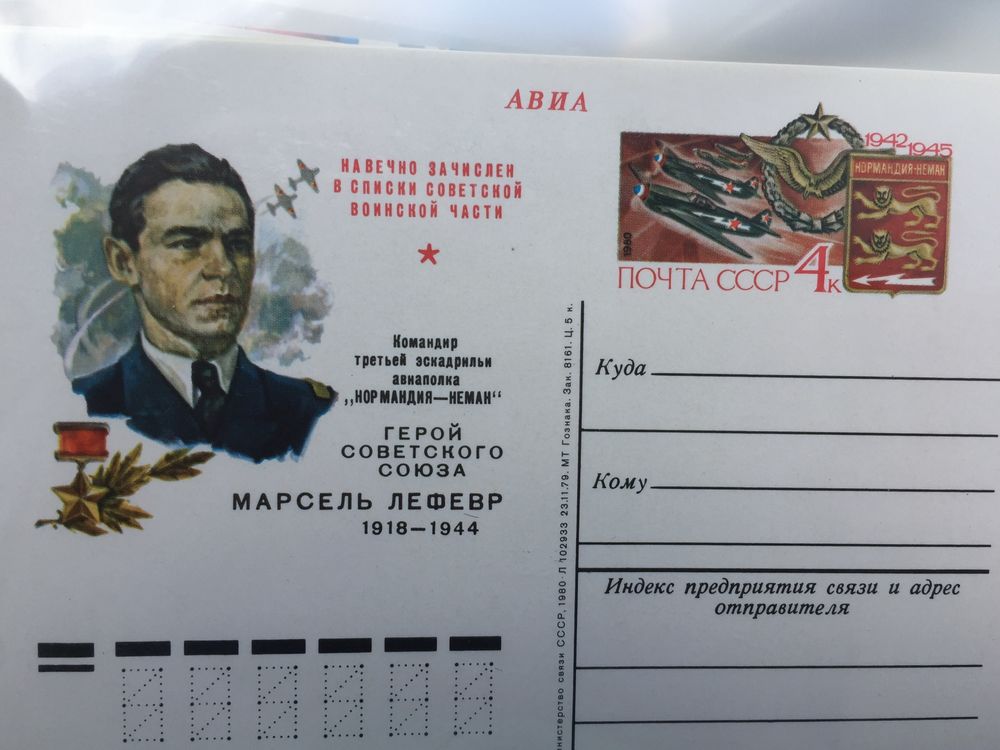 АВИА
НАВЕЧНО ЗАЧИСЛЕН
В СПИСКИ СОВЕТСКОЙ
ВОИНСКОЙ ЧАСТИ
Командир
третьей эскадрильи
авиаполка
„НОРМАНДИЯ—НЕМАН“
ГЕРОЙ
СОВЕТСКОГО
СОЮЗА
МАРСЕЛЬ ЛЕФЕВР
1918—1944
1942
1945
НОРМАНДИЯ-НЕМАН
1980
ПОЧТА СССР 4к
Куда
Кому
Индекс предприятия связи и адрес
отправителя
нистерство связи СССР, 1980. Л 102933 23.11.79. МТ Гознака. Зак. 8161. Ц. 5 к.